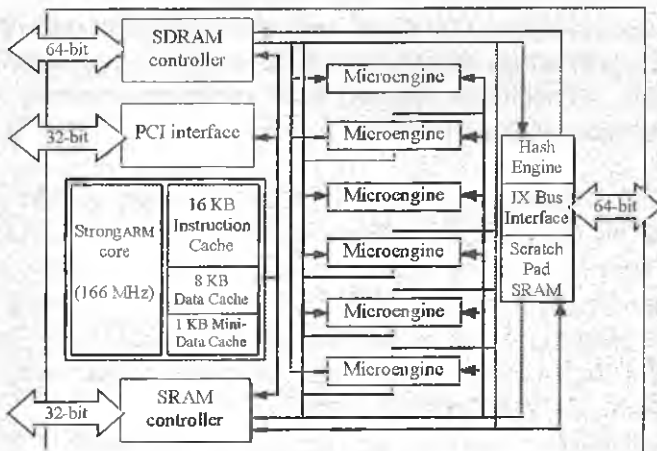 64-bit
SDRAM
controller
32-bit
PCI interface
StrongARM
core
(166 MHz)
16 KB
Instruction
Cache
8 KB
Data Cache
1 KB Mini-
Data Cache
32-bit
SRAM
controller
Microengine
Microengine
Microengine
Microengine
Microengine
Microengine
Hash
Engine
IX Bus
Interface
Scratch
Pad
SRAM
64-bit